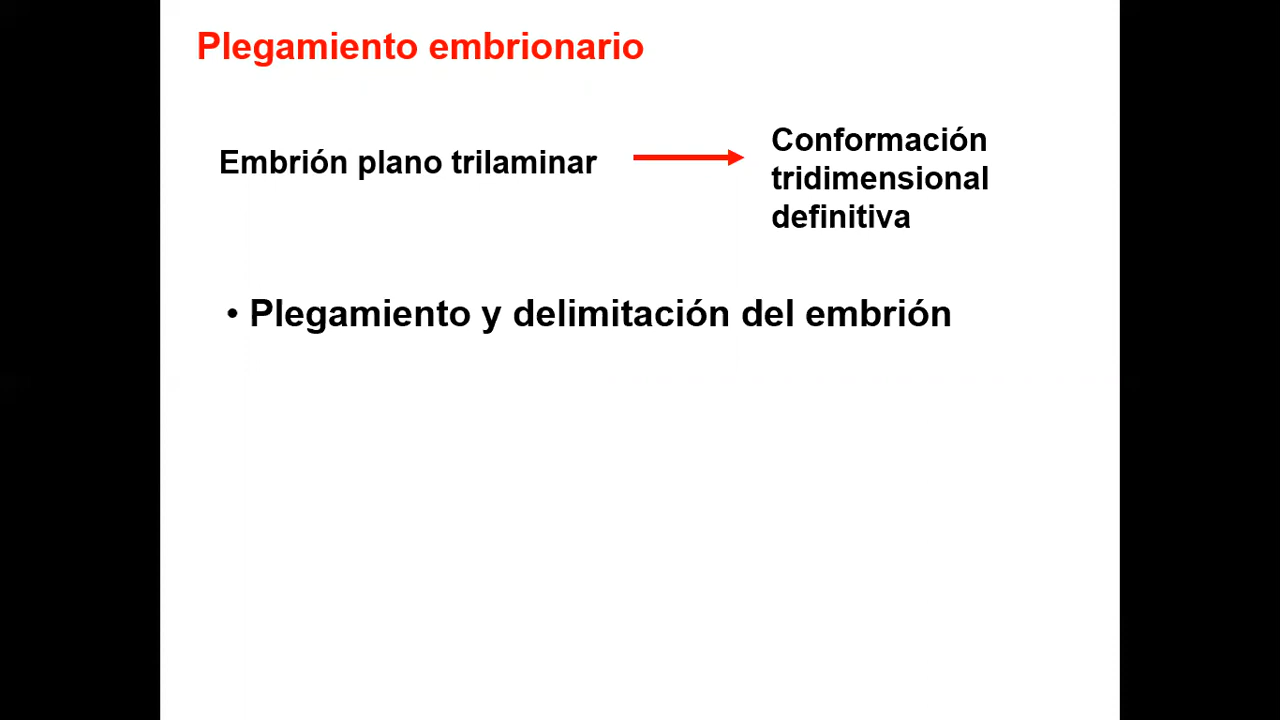 Plegamiento embrionario
Embrión plano trilaminar
Conformación
tridimensional
definitiva
• Plegamiento y delimitación del embrión